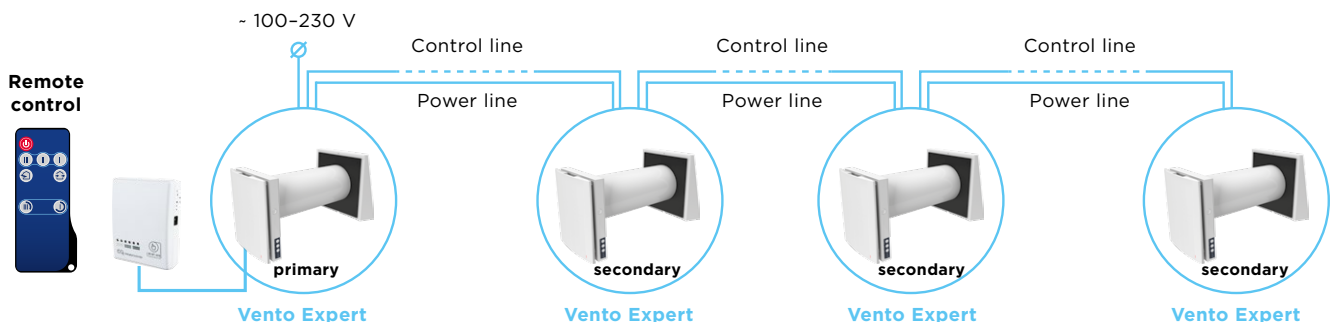 ~ 100–230 V
Control line
Control line
Control line
Remote
control
Power line
Power line
Power line
primary
secondary
secondary
secondary
Vento Expert
Vento Expert
Vento Expert
Vento Expert